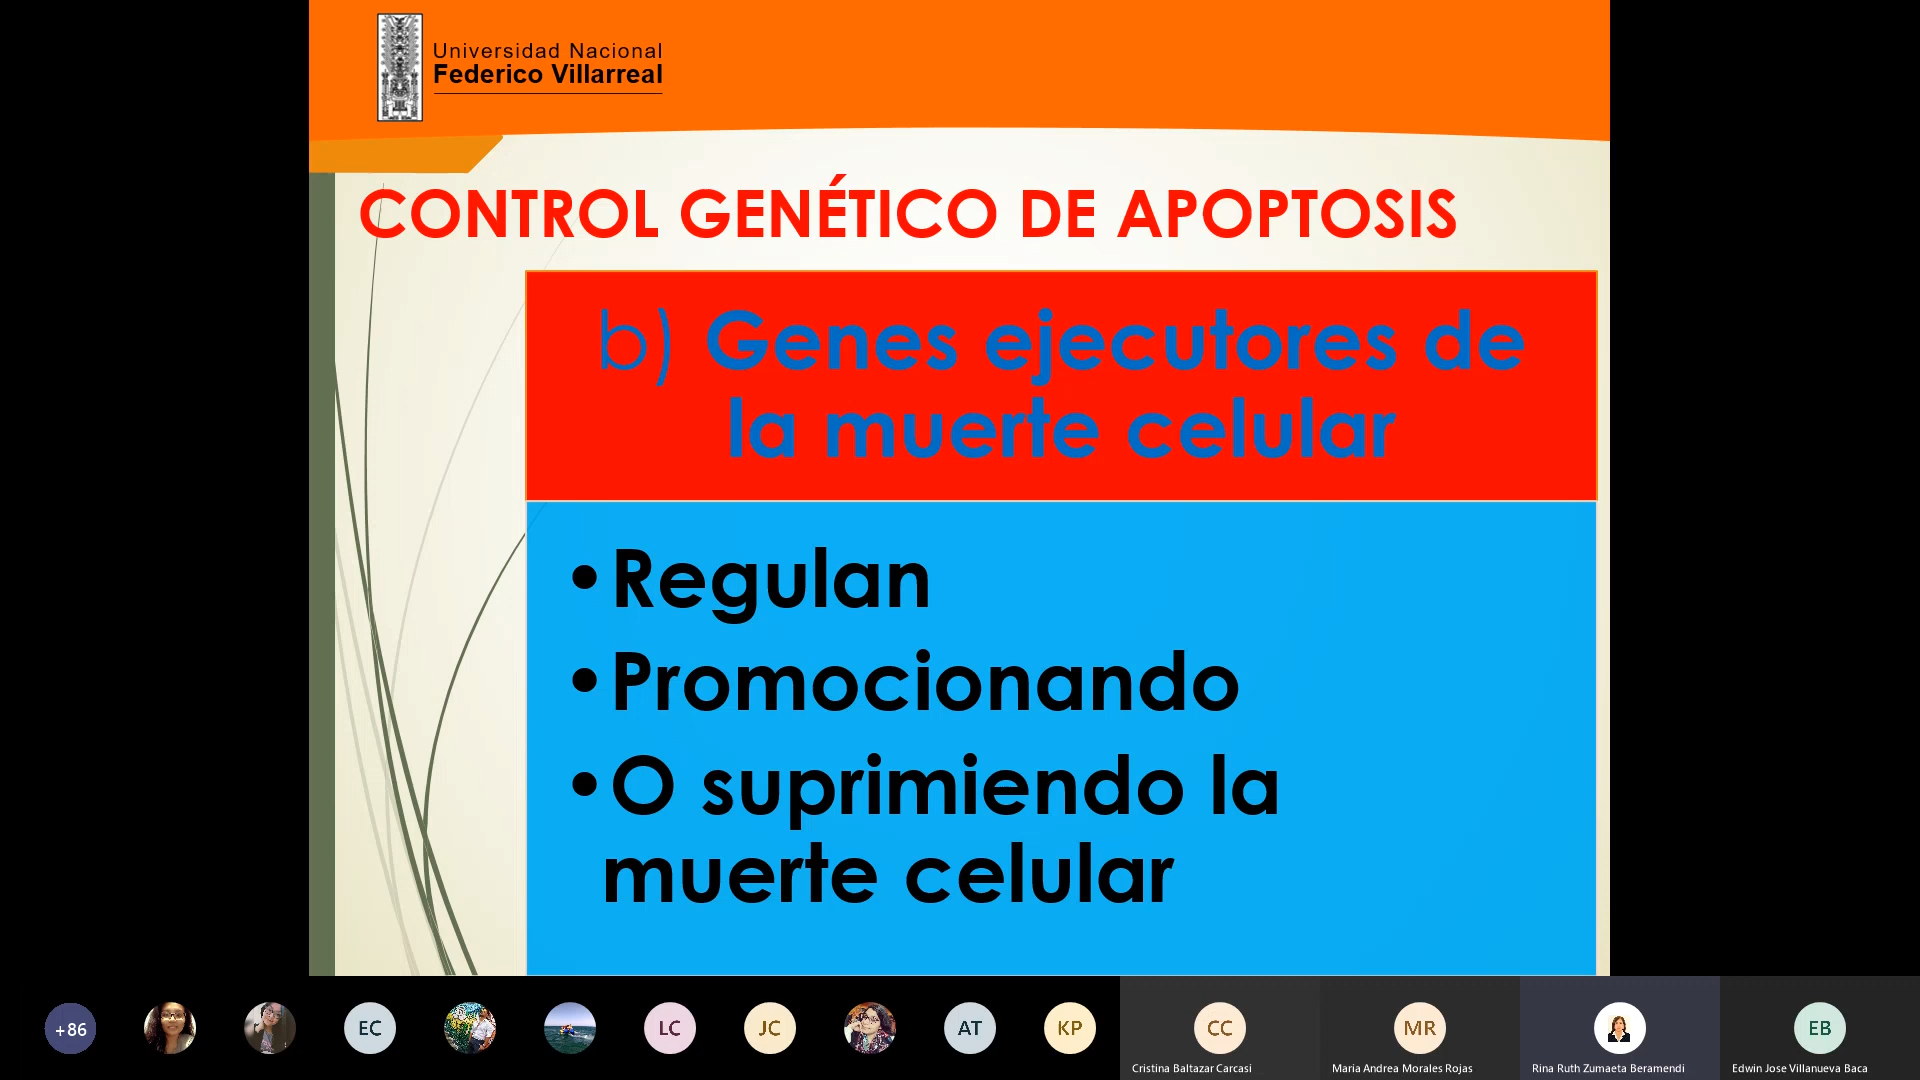 Universidad Nacional
Federico Villarreal
CONTROL GENÉTICO DE APOPTOSIS
b) Genes ejecutores de
la muerte celular
•Regulan
•Promocionando
•O suprimiendo la
muerte celular
+86
EC
LC
JC
AT
KP
CC
MR
EB
Cristina Baltazar Carcasi
Maria Andrea Morales Rojas
Rina Ruth Zumaeta Beramendi
Edwin Jose Villanueva Baca